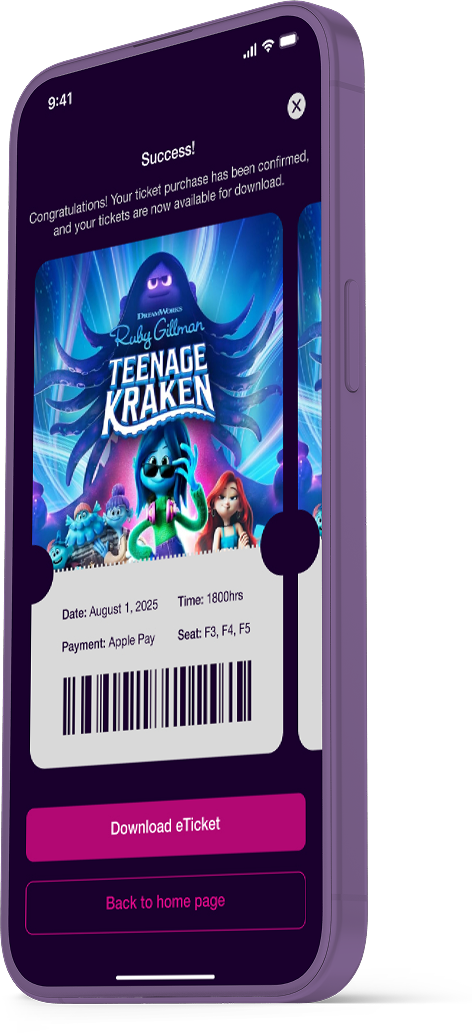 9:41
X
Success!
Congratulations! Your ticket purchase has been confirmed,
and your tickets are now available for download.
DREAMWORKS
Ruby Gillman
TEENAGE
KRAKEN
Date: August 1, 2025 Time: 1800hrs
Payment: Apple Pay Seat: F3, F4, F5
Download eTicket
Back to home page